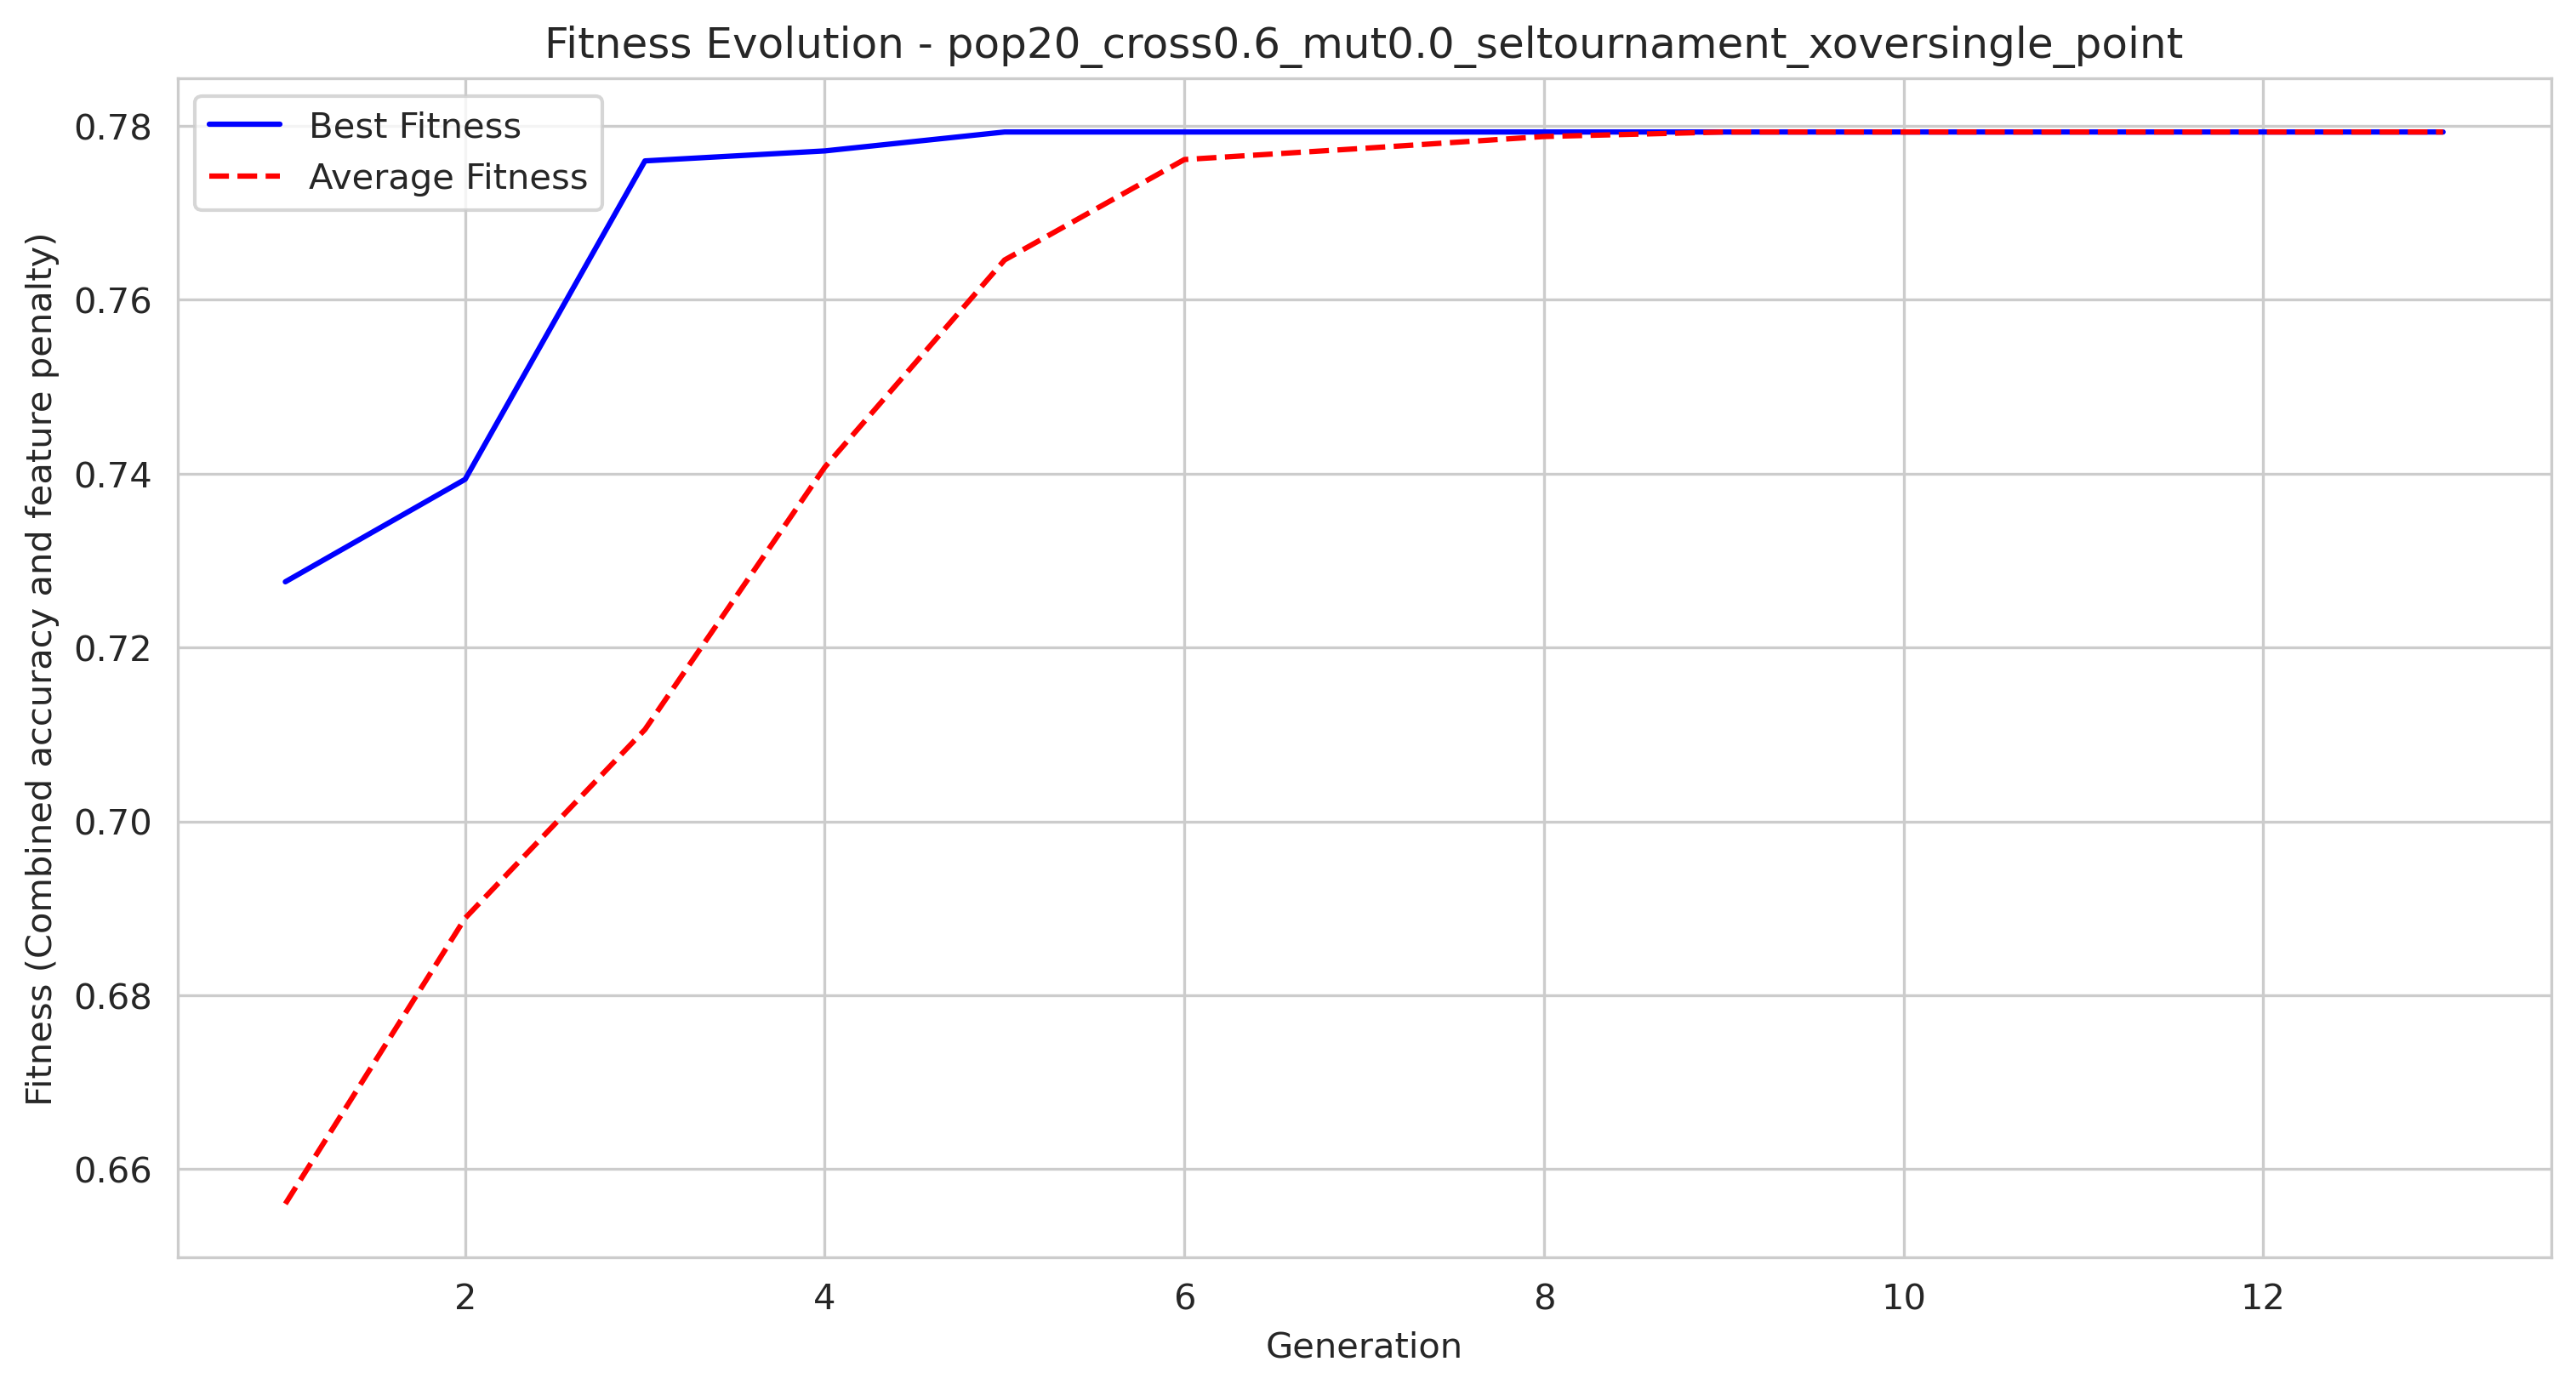 Fitness Evolution - pop20_cross0.6_mut0.0_seltournament_xoversingle_point
Best Fitness
Average Fitness
Fitness (Combined accuracy and feature penalty)
0.78
0.76
0.74
0.72
0.70
0.68
0.66
2 4 6 8 10 12
Generation